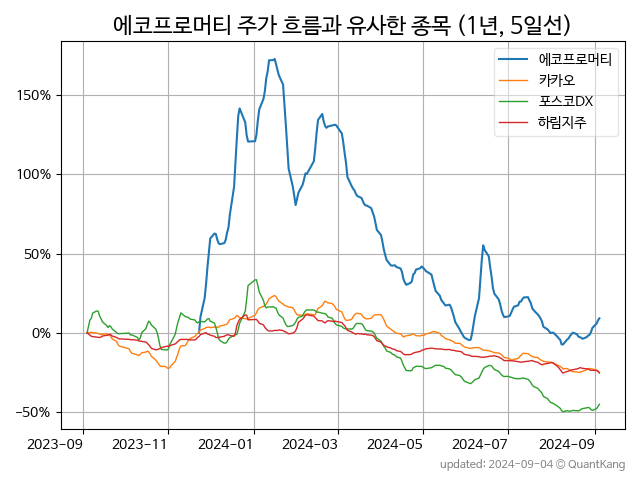 에코프로머티 주가 흐름과 유사한 종목 (1년, 5일선)
에코프로머티
카카오
포스코DX
하림지주
150%
100%
50%
0%
−50%
2023-09 2023-11 2024-01 2024-03 2024-05 2024-07 2024-09
updated: 2024-09-04 © QuantKang